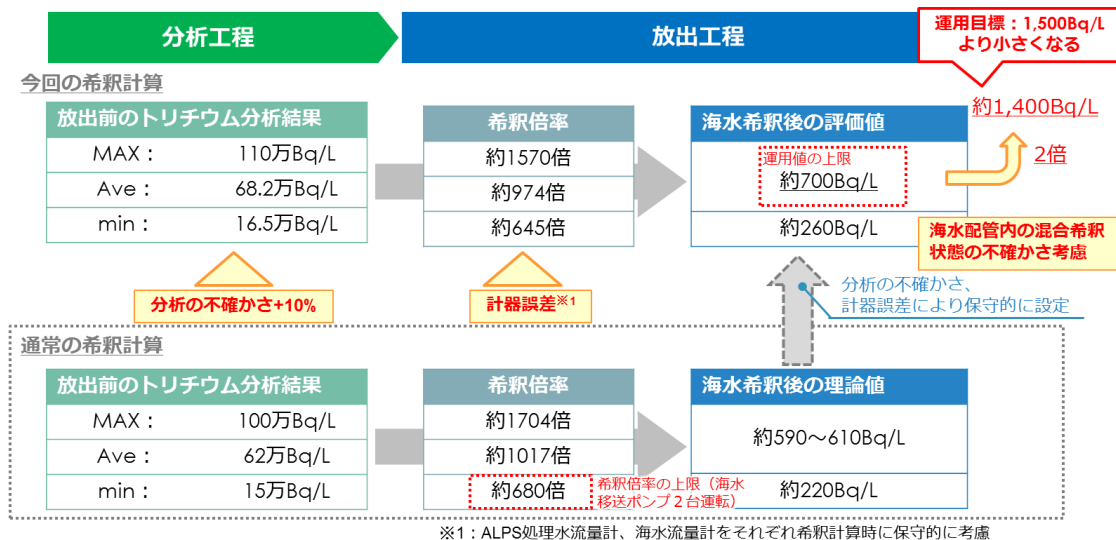 分析工程
放出工程
運用目標：1,500Bq/L
より小さくなる
今回の希釈計算
約1,400Bq/L
放出前のトリチウム分析結果
MAX： 110万Bq/L
Ave： 68.2万Bq/L
min： 16.5万Bq/L
希釈倍率
約1570倍
約974倍
約645倍
海水希釈後の評価値
運用値の上限
約700Bq/L
約260Bq/L
2倍
海水配管内の混合希釈
状態の不確かさ考慮
分析の不確かさ+10%
計器誤差※1
分析の不確かさ、
計器誤差により保守的に設定
通常の希釈計算
放出前のトリチウム分析結果
MAX： 100万Bq/L
Ave： 62万Bq/L
min： 15万Bq/L
希釈倍率
約1704倍
約1017倍
約680倍
希釈倍率の上限（海水
移送ポンプ２台運転）
海水希釈後の理論値
約590～610Bq/L
約220Bq/L
※1：ALPS処理水流量計、海水流量計をそれぞれ希釈計算時に保守的に考慮